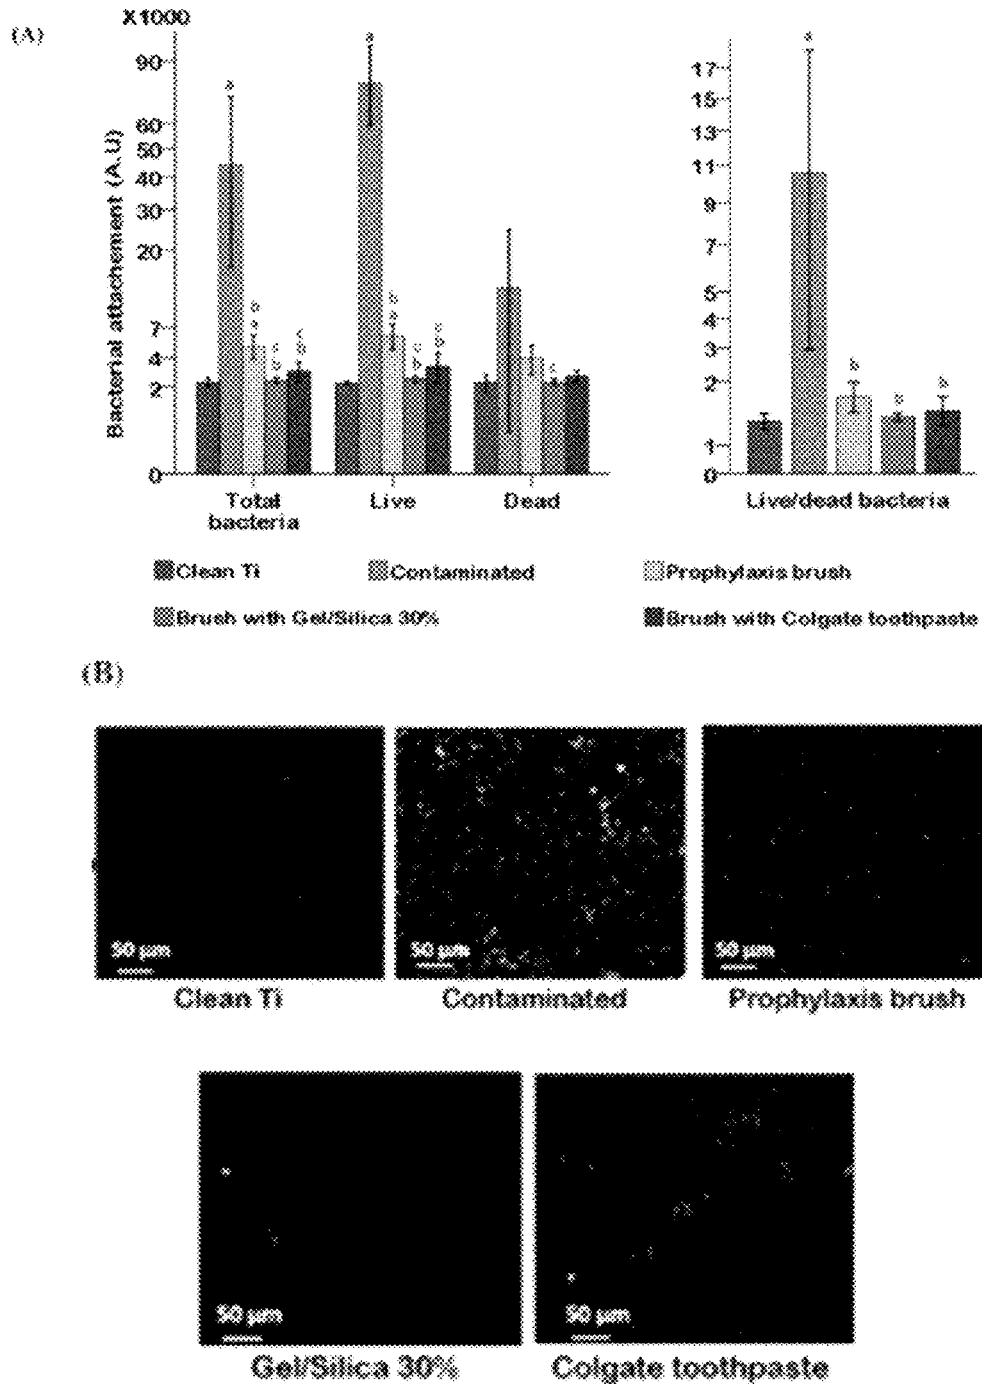 (A)
X1000
Bacterial attachement (A.U)
90
60
50
40
30
20
7
4
2
0
a
b
a
c
b
c
b
a
b
a
c
b
c
b
c
Total bacteria
Live
Dead
17
15
13
11
9
7
5
4
3
2
1
0
a
b
b
b
Live/dead bacteria
Clean Ti
Contaminated
Prophylaxis brush
Brush with Gel/Silica 30%
Brush with Colgate toothpaste
(B)
50 µm
50 µm
50 µm
Clean Ti
Contaminated
Prophylaxis brush
50 µm
50 µm
Gel/Silica 30%
Colgate toothpaste